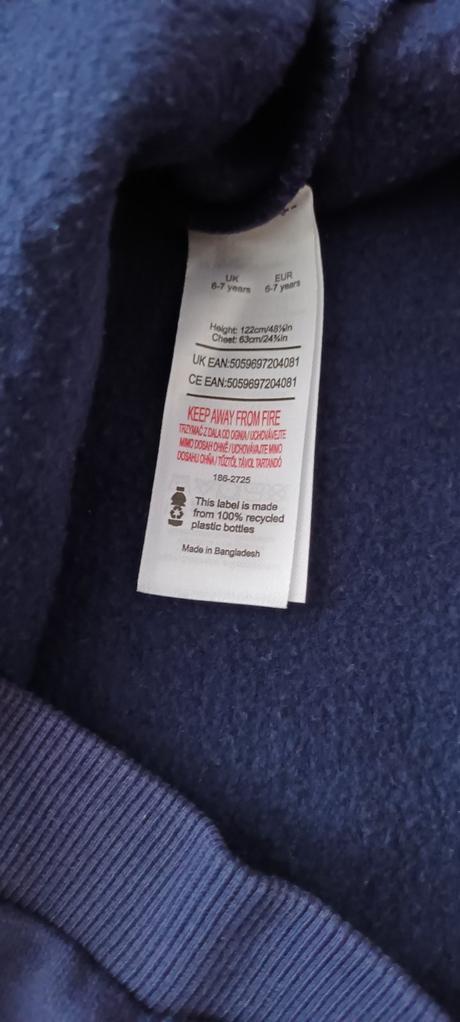 UK EUR
6-7 years 6-7 years
Height: 122cm/48½in
Chest: 63cm/24¾in
UK EAN:5059697204081
CE EAN:5059697204081
KEEP AWAY FROM FIRE
TRZYMAĆ Z DALA OD OGNIA / UCHOVÁVEJTE
MIMO DOSAH OHNĚ / UCHOVÁVAJTE MIMO
DOSAHU OHŇA / TŰZTŐL TÁVOL TARTANDÓ
186-2725
This label is made
from 100% recycled
plastic bottles
Made in Bangladesh